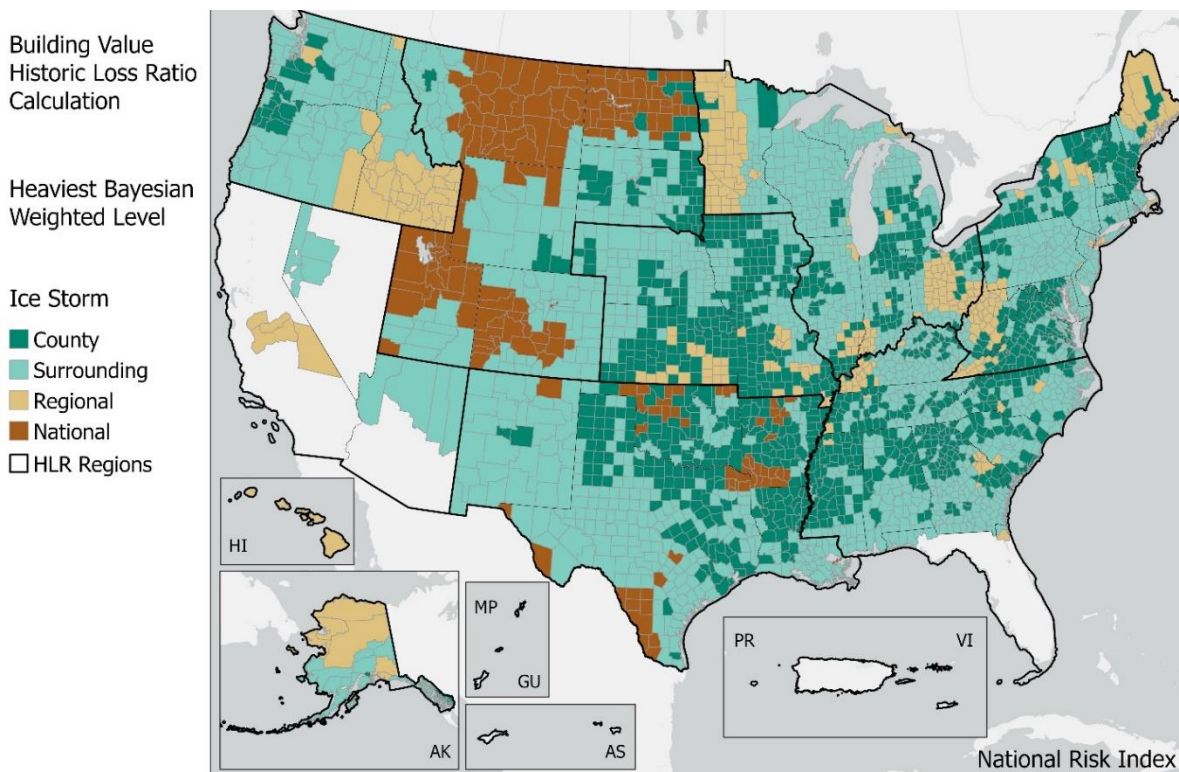 Building Value
Historic Loss Ratio
Calculation
Heaviest Bayesian
Weighted Level
Ice Storm
County
Surrounding
Regional
National
HLR Regions
HI
AK
MP
GU
AS
PR
VI
National Risk Index